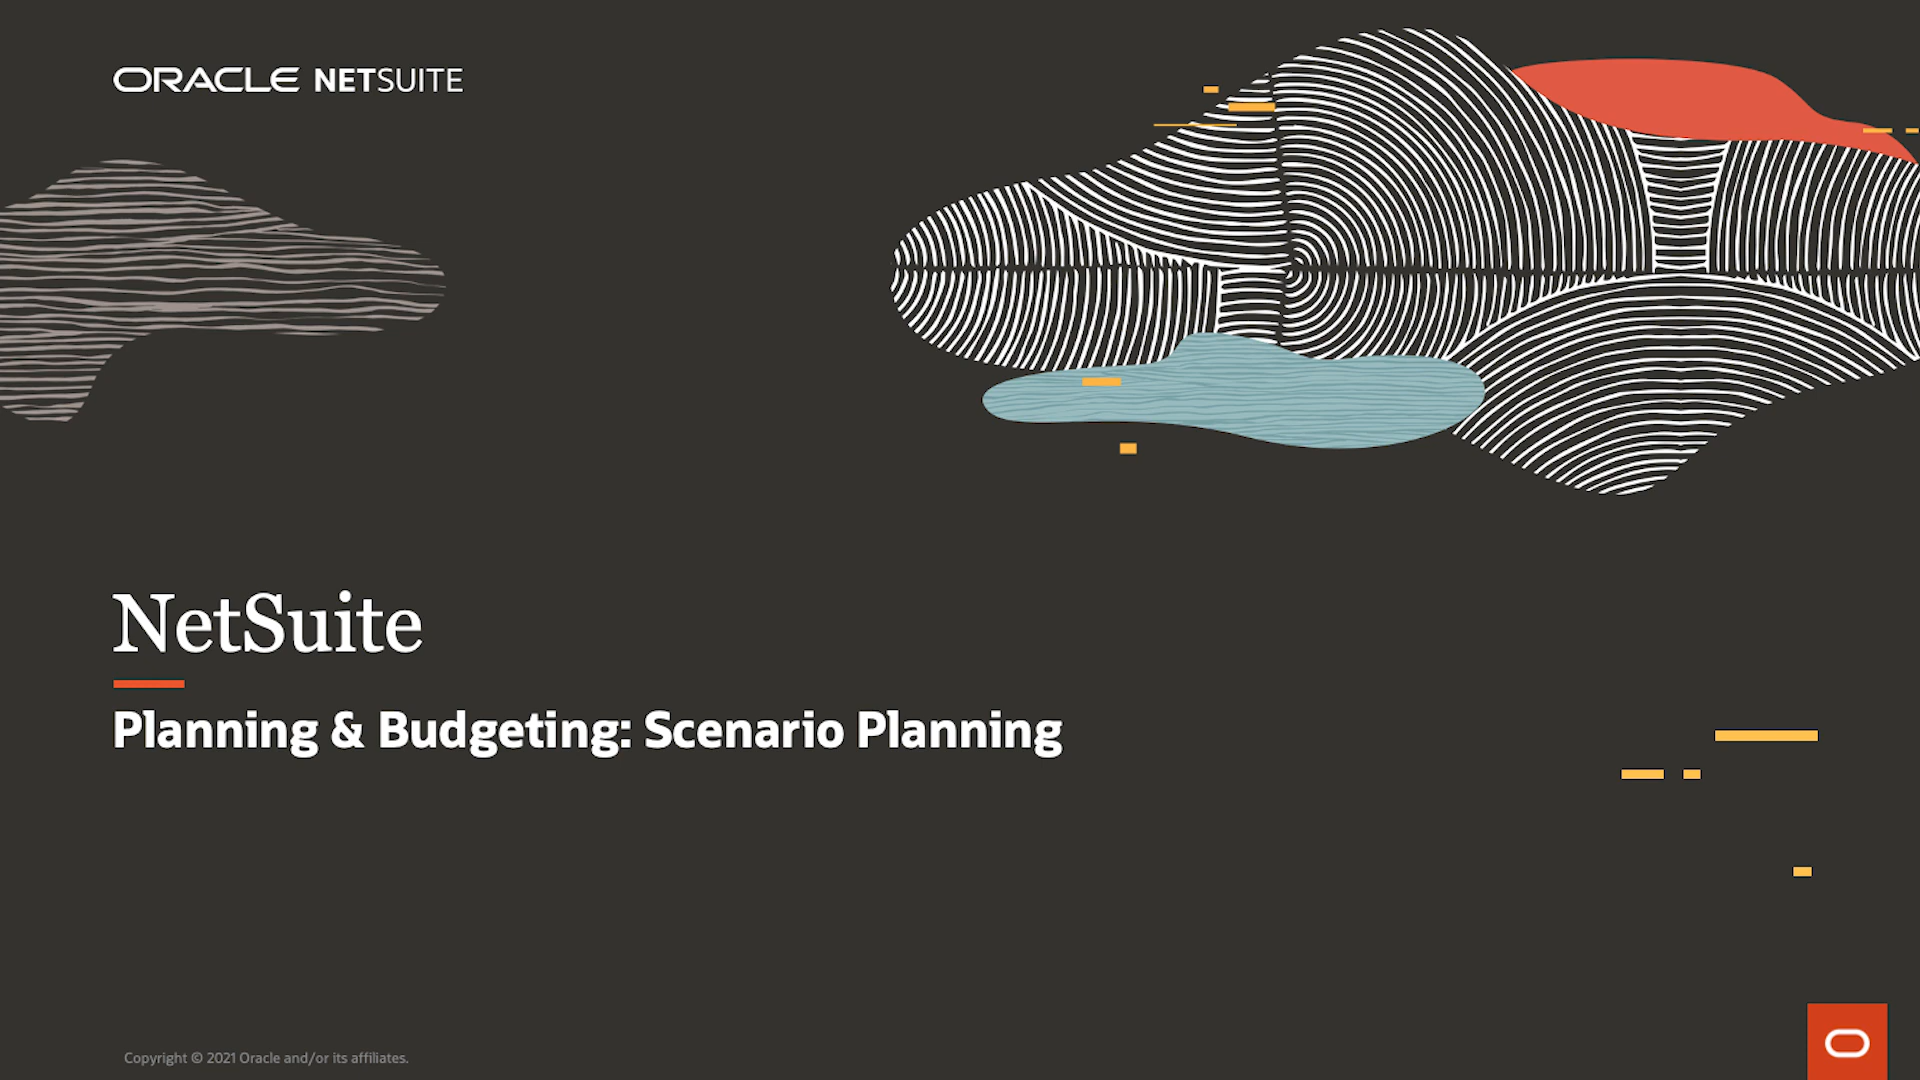 ORACLE NETSUITE
NetSuite
Planning & Budgeting: Scenario Planning
Copyright © 2021 Oracle and/or its affiliates.